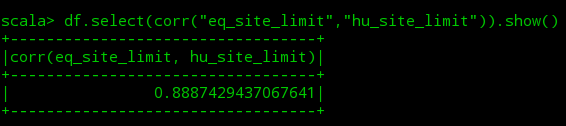 scala> df.select(corr("eq_site_limit","hu_site_limit")).show()
+---------------------------------+
|corr(eq_site_limit, hu_site_limit)|
+---------------------------------+
|               0.8887429437067641|
+---------------------------------+